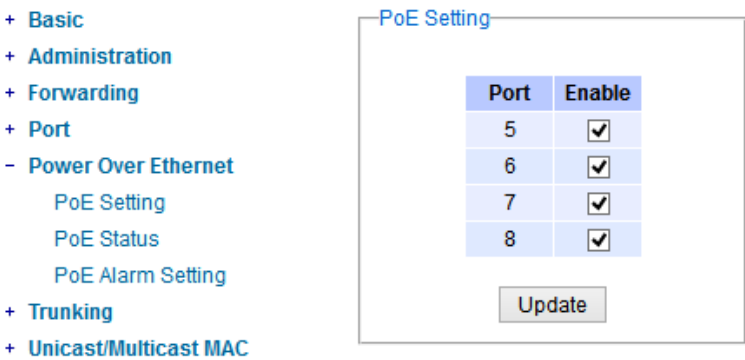 + Basic
+ Administration
+ Forwarding
+ Port
- Power Over Ethernet
PoE Setting
PoE Status
PoE Alarm Setting
+ Trunking
+ Unicast/Multicast MAC
PoE Setting
Port Enable
5
6
7
8
Update